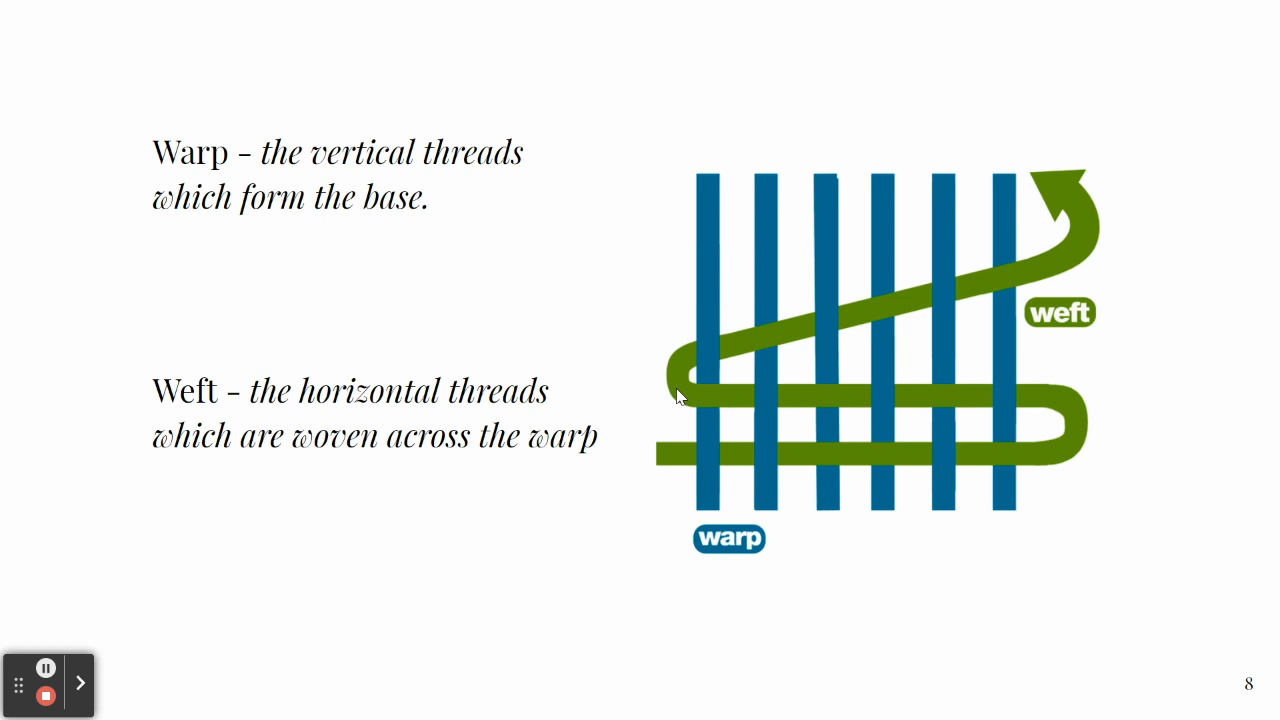 Warp - the vertical threads
which form the base.
Weft - the horizontal threads
which are woven across the warp
weft
warp
8